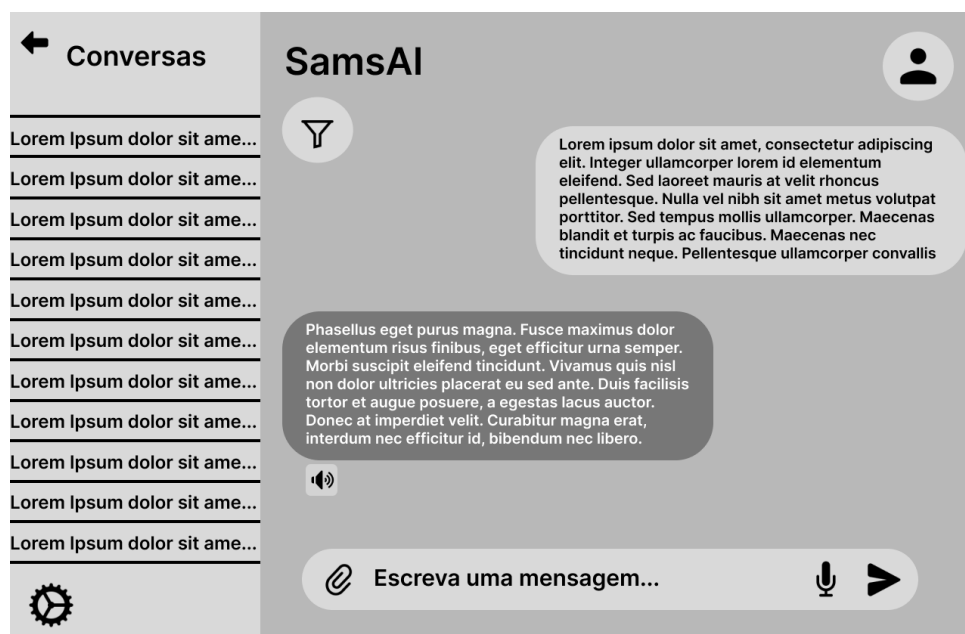 Conversas
Lorem Ipsum dolor sit ame...
Lorem Ipsum dolor sit ame...
Lorem Ipsum dolor sit ame...
Lorem Ipsum dolor sit ame...
Lorem Ipsum dolor sit ame...
Lorem Ipsum dolor sit ame...
Lorem Ipsum dolor sit ame...
Lorem Ipsum dolor sit ame...
Lorem Ipsum dolor sit ame...
Lorem Ipsum dolor sit ame...
Lorem Ipsum dolor sit ame...
SamsAI
Lorem ipsum dolor sit amet, consectetur adipiscing
elit. Integer ullamcorper lorem id elementum
eleifend. Sed laoreet mauris at velit rhoncus
pellentesque. Nulla vel nibh sit amet metus volutpat
porttitor. Sed tempus mollis ullamcorper. Maecenas
blandit et turpis ac faucibus. Maecenas nec
tincidunt neque. Pellentesque ullamcorper convallis
Phasellus eget purus magna. Fusce maximus dolor
elementum risus finibus, eget efficitur urna semper.
Morbi suscipit eleifend tincidunt. Vivamus quis nisl
non dolor ultricies placerat eu sed ante. Duis facilisis
tortor et augue posuere, a egestas lacus auctor.
Donec at imperdiet velit. Curabitur magna erat,
interdum nec efficitur id, bibendum nec libero.
Escreva uma mensagem...